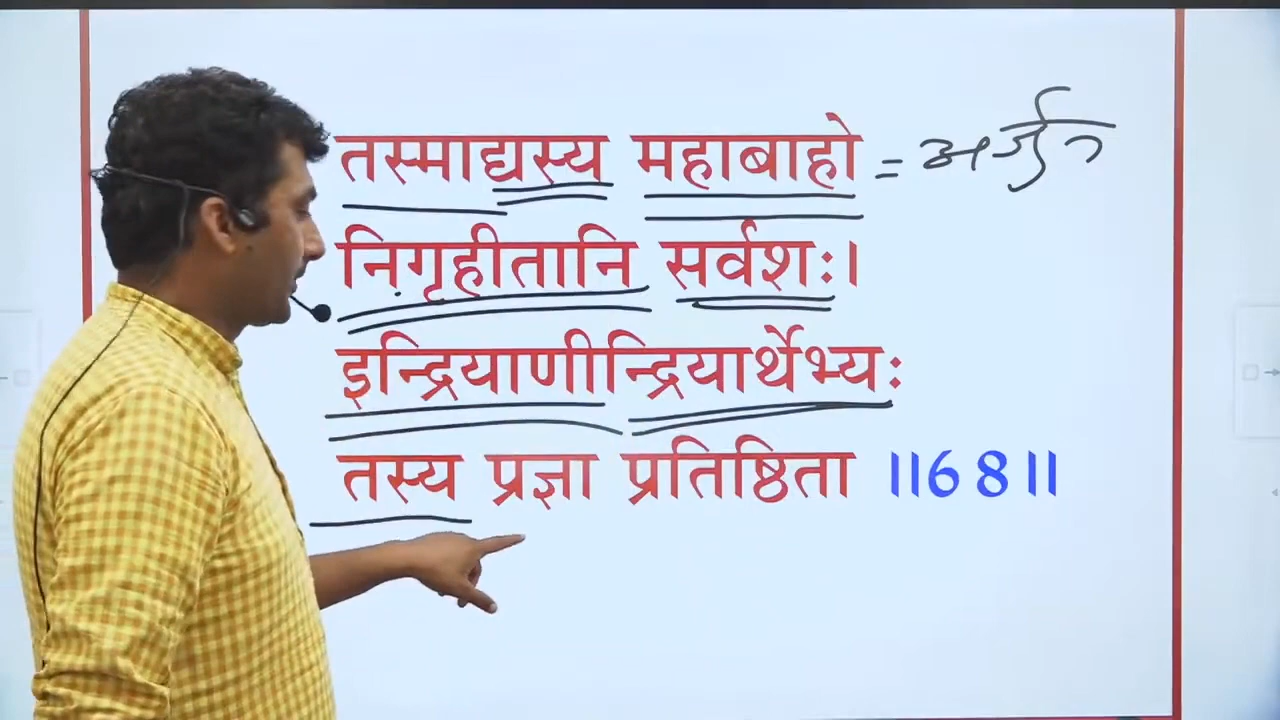 तस्माद्यस्य महाबाहो = अर्जुन
निगृहीतानि सर्वशः।
इन्द्रियाणीन्द्रियार्थेभ्यः
तस्य प्रज्ञा प्रतिष्ठिता ॥68॥